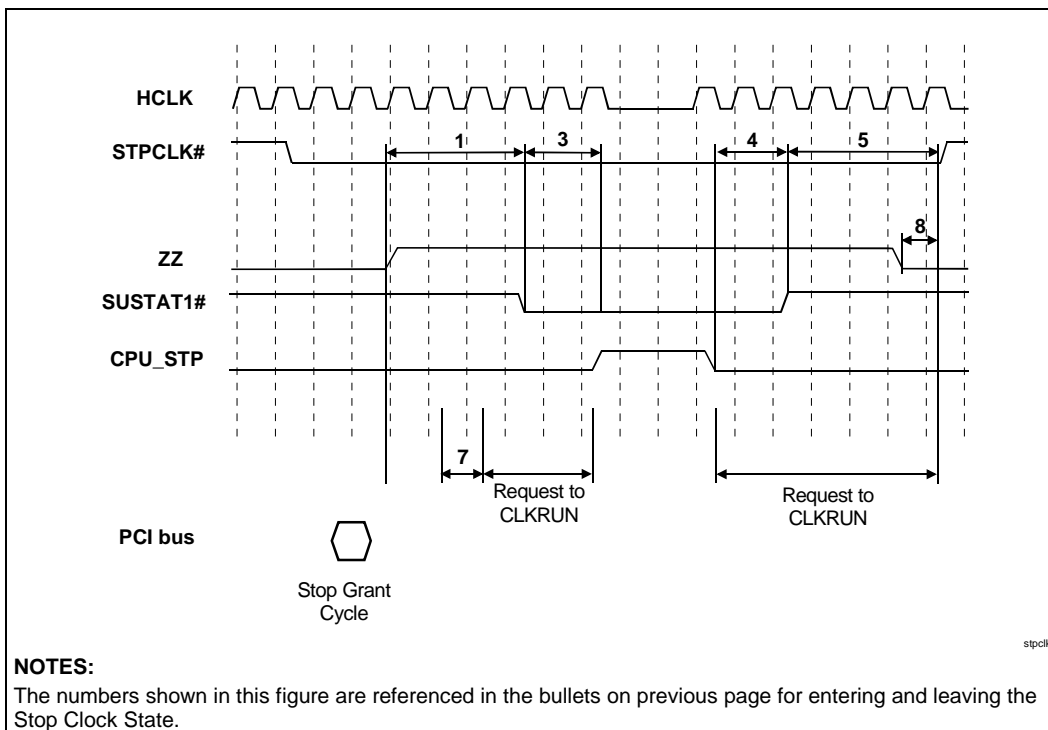 HCLK
STPCLK#
1
3
4
5
8
ZZ
SUSTAT1#
CPU_STP
7
Request to
CLKRUN
Request to
CLKRUN
PCI bus
Stop Grant
Cycle
stpclk
NOTES:
The numbers shown in this figure are referenced in the bullets on previous page for entering and leaving the
Stop Clock State.